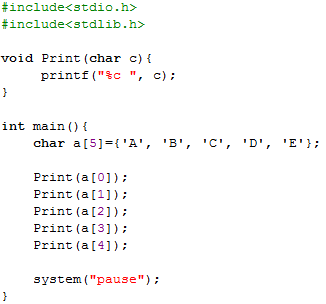 #include<stdio.h>
#include<stdlib.h>
void Print(char c){
printf("%c ", c);
}
int main(){
char a[5]={'A', 'B', 'C', 'D', 'E'};
Print(a[0]);
Print(a[1]);
Print(a[2]);
Print(a[3]);
Print(a[4]);
system("pause");
}